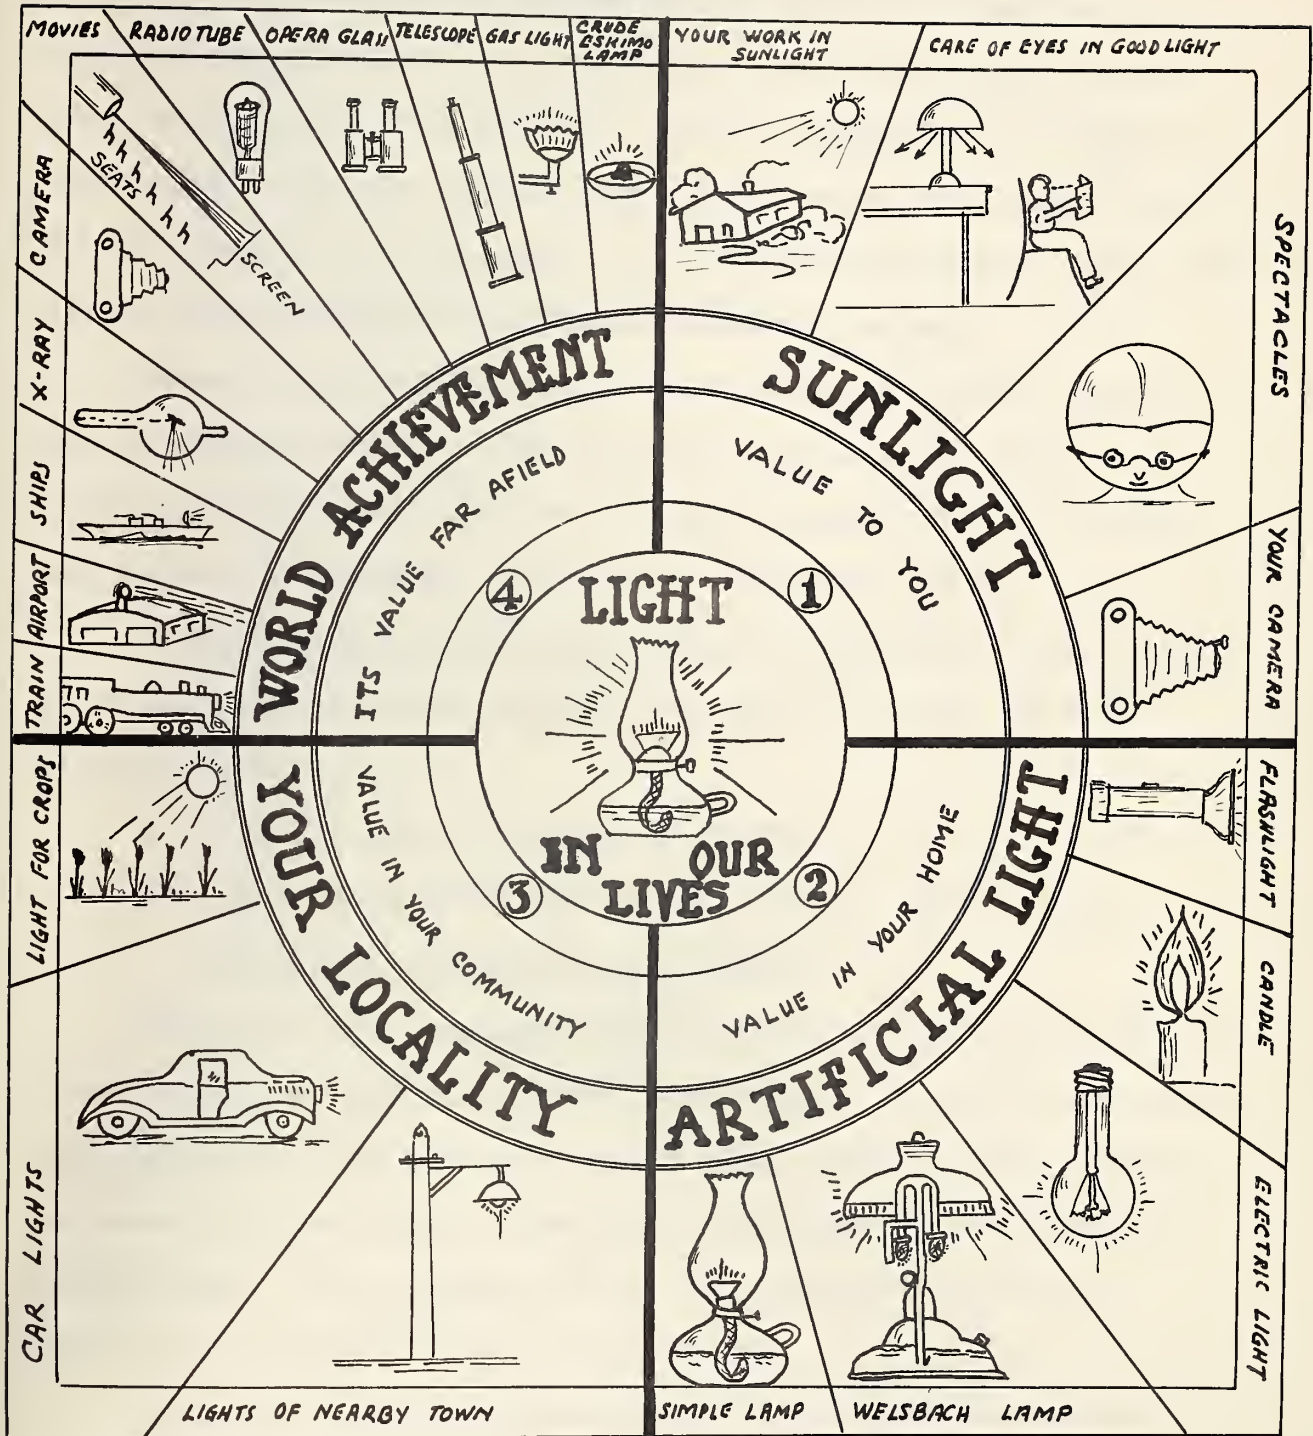 MOVIES
RADIO TUBE
OPERA GLASS
TELESCOPE
GAS LIGHT
CRUDE
ESKIMO
LAMP
YOUR WORK IN
SUNLIGHT
CARE OF EYES IN GOOD LIGHT
SPECTACLES
YOUR CAMERA
FLASHLIGHT
CANDLE
ELECTRIC LIGHT
WELSBACH LAMP
SIMPLE LAMP
LIGHTS OF NEARBY TOWN
CAR LIGHTS
LIGHT FOR CROPS
TRAIN
AIRPORT
SHIPS
X-RAY
CAMERA
SEATS
hhhhhhh
SCREEN
WORLD ACHIEVEMENT
ITS VALUE FAR AFIELD
4
SUNLIGHT
VALUE TO YOU
1
ARTIFICIAL LIGHT
VALUE IN YOUR HOME
2
YOUR LOCALITY
VALUE IN YOUR COMMUNITY
3
LIGHT
IN OUR
LIVES